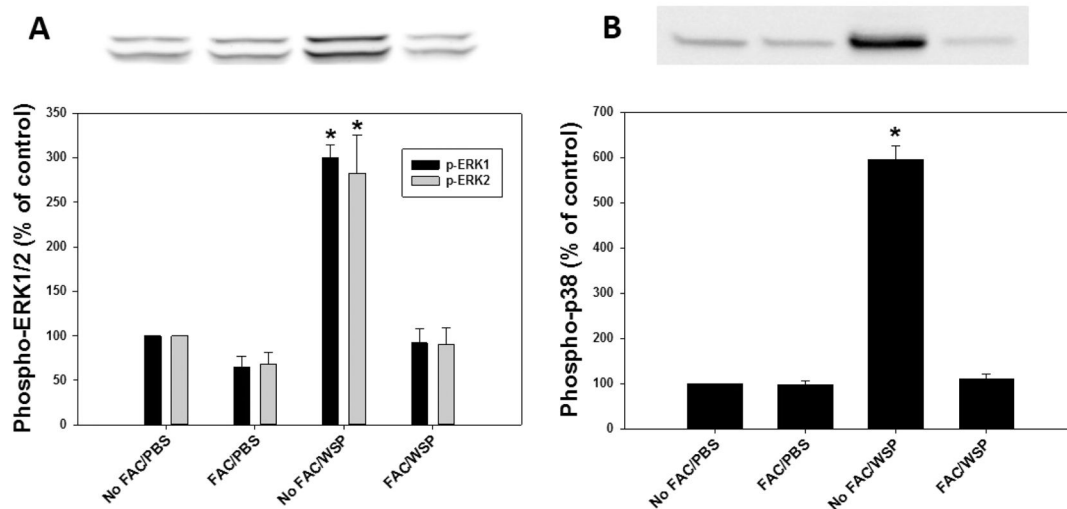 A
Phospho-ERK1/2 (% of control)
350
300
250
200
150
100
50
0
* *
p-ERK1
p-ERK2
No FAC/PBS
FAC/PBS
No FAC/WSP
FAC/WSP
B
Phospho-p38 (% of control)
700
600
500
400
300
200
100
0
*
No FAC/PBS
FAC/PBS
No FAC/WSP
FAC/WSP